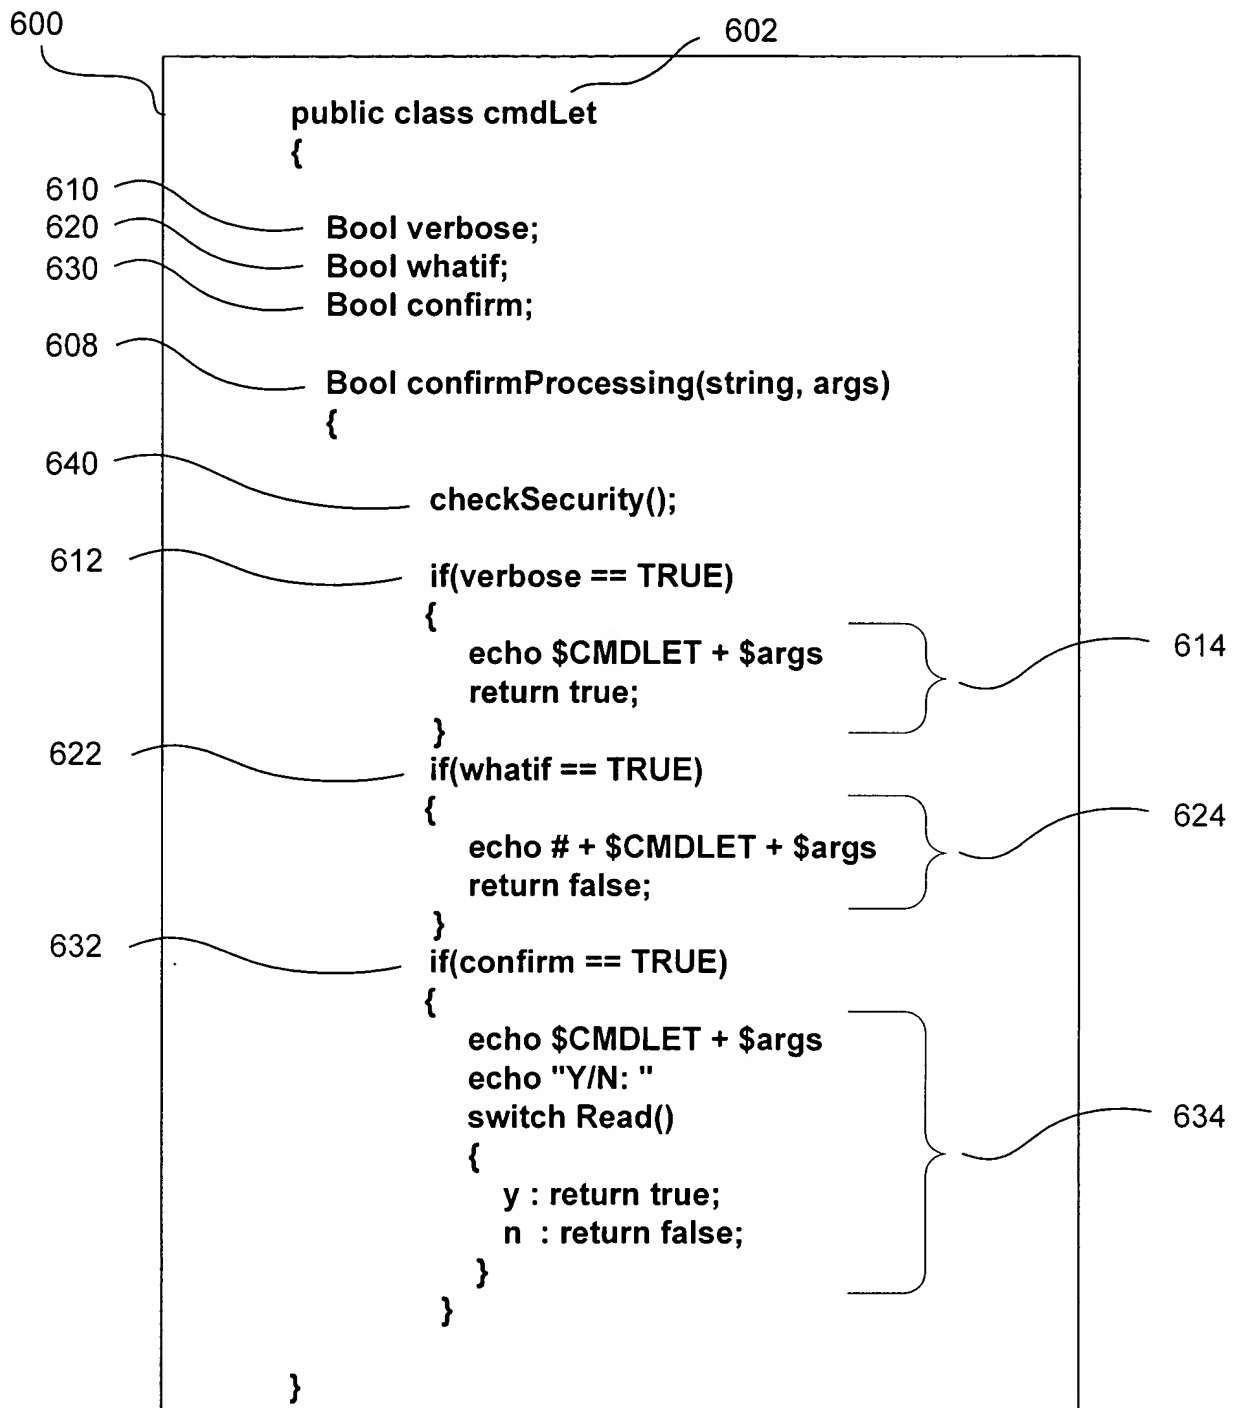 600
602
public class cmdLet
{
610
Bool verbose;
620
Bool whatif;
630
Bool confirm;
608
Bool confirmProcessing(string, args)
{
640
checkSecurity();
612
if(verbose == TRUE)
{
echo $CMDLET + $args
614
return true;
}
622
if(whatif == TRUE)
{
624
echo # + $CMDLET + $args
return false;
}
632
if(confirm == TRUE)
{
echo $CMDLET + $args
echo "Y/N: "
switch Read()
634
{
y : return true;
n : return false;
}
}
}